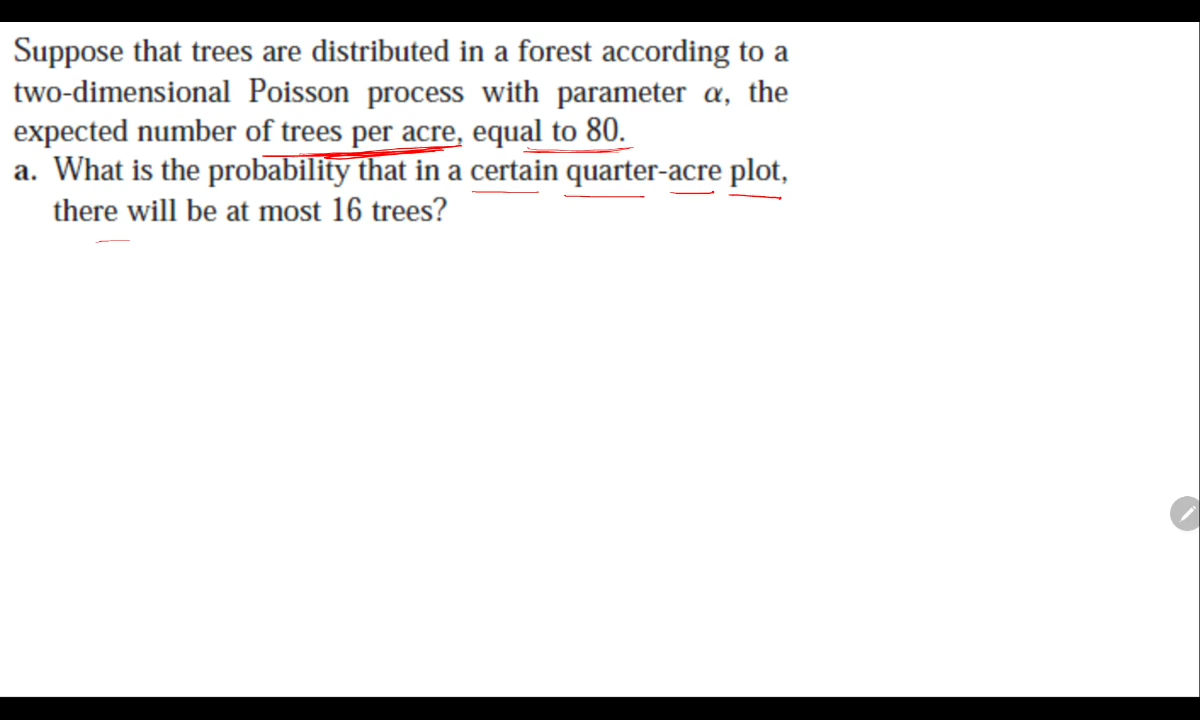 Suppose that trees are distributed in a forest according to a
two-dimensional Poisson process with parameter α, the
expected number of trees per acre, equal to 80.
a. What is the probability that in a certain quarter-acre plot,
there will be at most 16 trees?